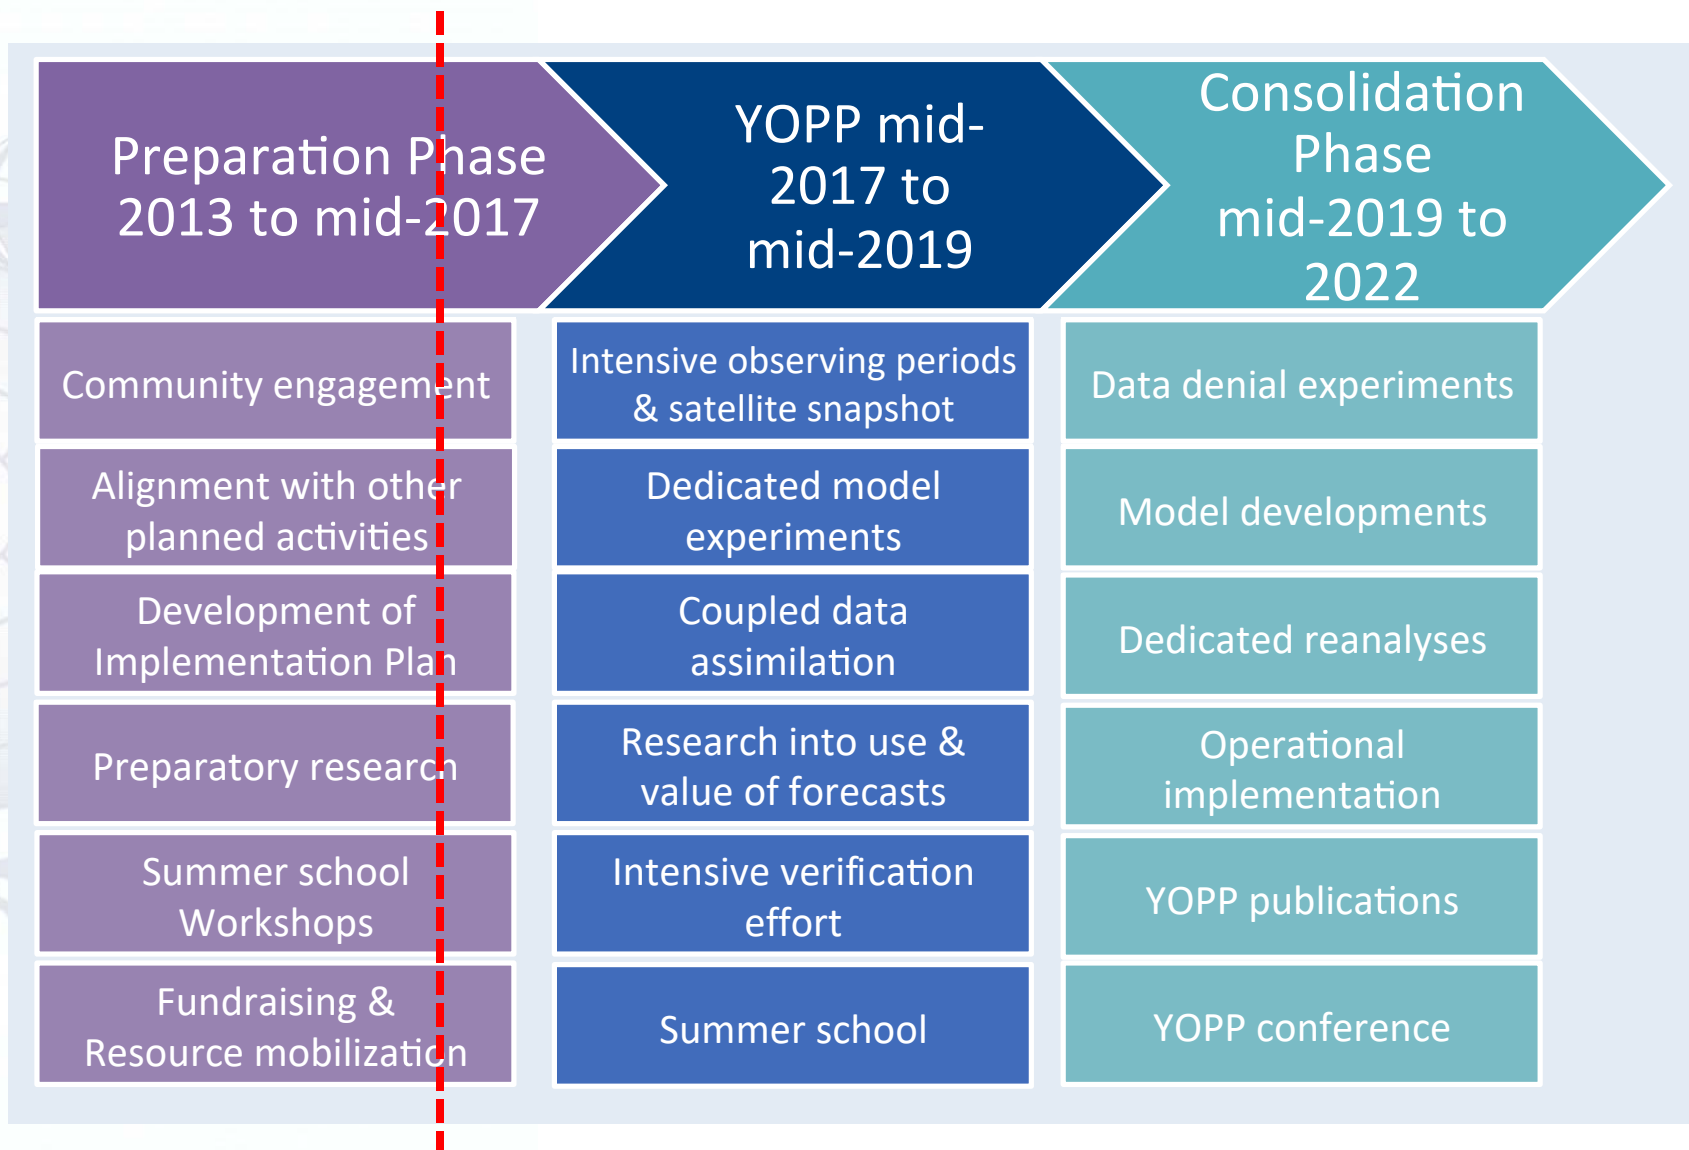 Preparation Phase
2013 to mid-2017
YOPP mid-
2017 to
mid-2019
Consolidation
Phase
mid-2019 to
2022
Community engagement
Alignment with other
planned activities
Development of
Implementation Plan
Preparatory research
Summer school
Workshops
Fundraising &
Resource mobilization
Intensive observing periods
& satellite snapshot
Dedicated model
experiments
Coupled data
assimilation
Research into use &
value of forecasts
Intensive verification
effort
Summer school
Data denial experiments
Model developments
Dedicated reanalyses
Operational
implementation
YOPP publications
YOPP conference